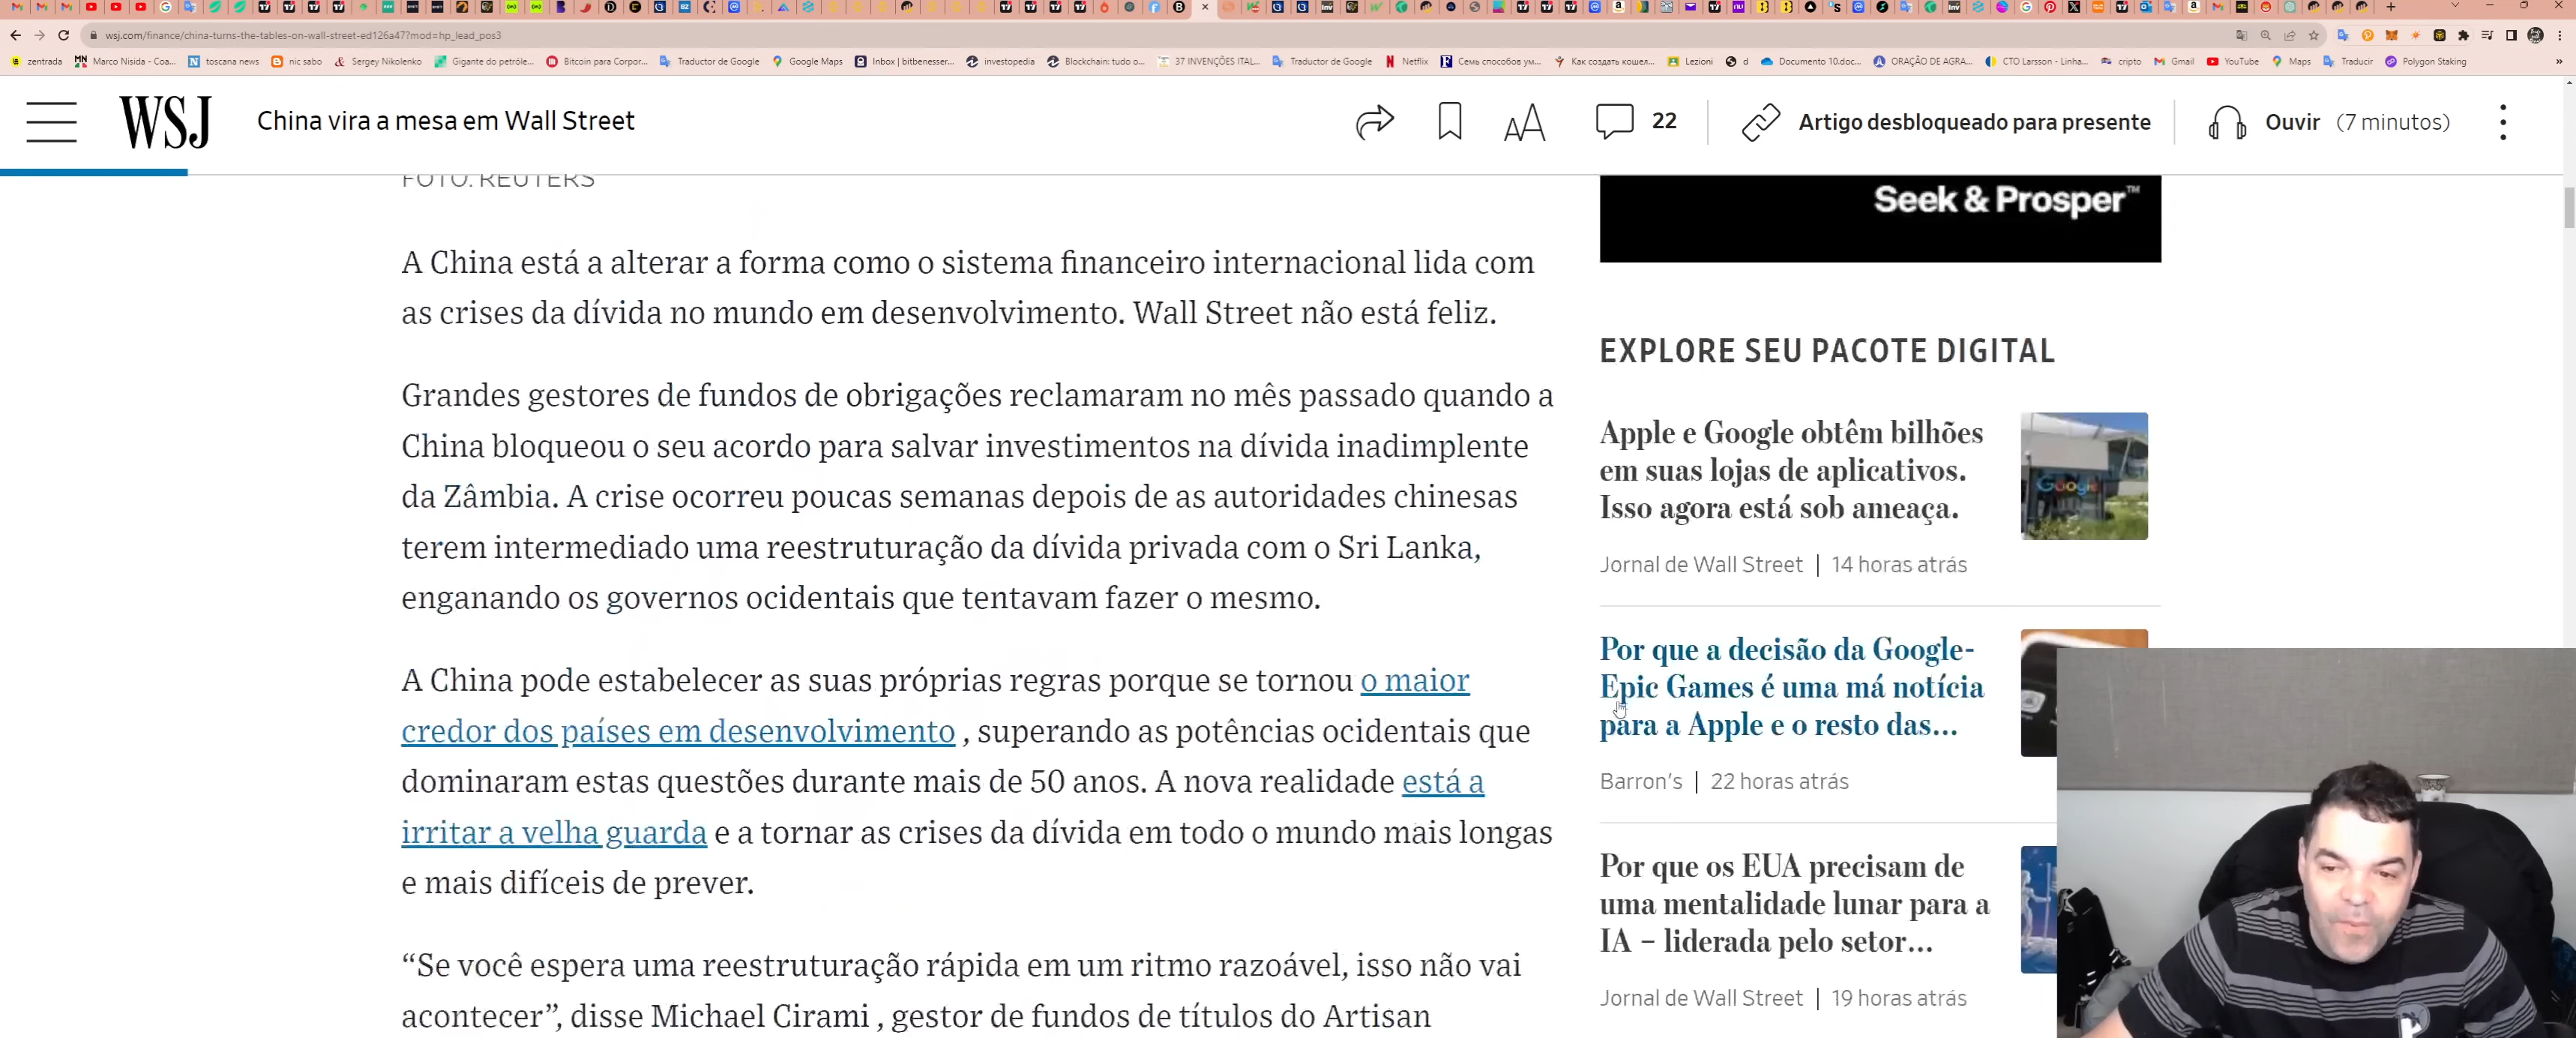 wsj.com/finance/china-turns-the-tables-on-wall-street-ed126a47?mod=hp_lead_pos3
zentrada
Marco Nisida - Coa...
toscana news
nic sabo
Sergey Nikolenko
Gigante do petróle...
Bitcoin para Corpor...
Traductor de Google
Google Maps
Inbox | bitbenesser...
investopedia
Blockchain: tudo o...
37 INVENÇÕES ITAL...
Traductor de Google
Netflix
Семь способов ум...
Как создать кошел...
Lezioni
d
Documento 10.doc...
ORAÇÃO DE AGRA...
CTO Larsson - Linha...
cripto
Gmail
YouTube
Maps
Traducir
Polygon Staking
WSJ
China vira a mesa em Wall Street
22
Artigo desbloqueado para presente
Ouvir (7 minutos)
FOTO: REUTERS
A China está a alterar a forma como o sistema financeiro internacional lida com
as crises da dívida no mundo em desenvolvimento. Wall Street não está feliz.
Grandes gestores de fundos de obrigações reclamaram no mês passado quando a
China bloqueou o seu acordo para salvar investimentos na dívida inadimplente
da Zâmbia. A crise ocorreu poucas semanas depois de as autoridades chinesas
terem intermediado uma reestruturação da dívida privada com o Sri Lanka,
enganando os governos ocidentais que tentavam fazer o mesmo.
A China pode estabelecer as suas próprias regras porque se tornou o maior
credor dos países em desenvolvimento , superando as potências ocidentais que
dominaram estas questões durante mais de 50 anos. A nova realidade está a
irritar a velha guarda e a tornar as crises da dívida em todo o mundo mais longas
e mais difíceis de prever.
“Se você espera uma reestruturação rápida em um ritmo razoável, isso não vai
acontecer”, disse Michael Cirami , gestor de fundos de títulos do Artisan
Seek & Prosper™
EXPLORE SEU PACOTE DIGITAL
Apple e Google obtêm bilhões
em suas lojas de aplicativos.
Isso agora está sob ameaça.
Jornal de Wall Street | 14 horas atrás
Google
Por que a decisão da Google-
Epic Games é uma má notícia
para a Apple e o resto das...
Barron’s | 22 horas atrás
Por que os EUA precisam de
uma mentalidade lunar para a
IA – liderada pelo setor...
Jornal de Wall Street | 19 horas atrás